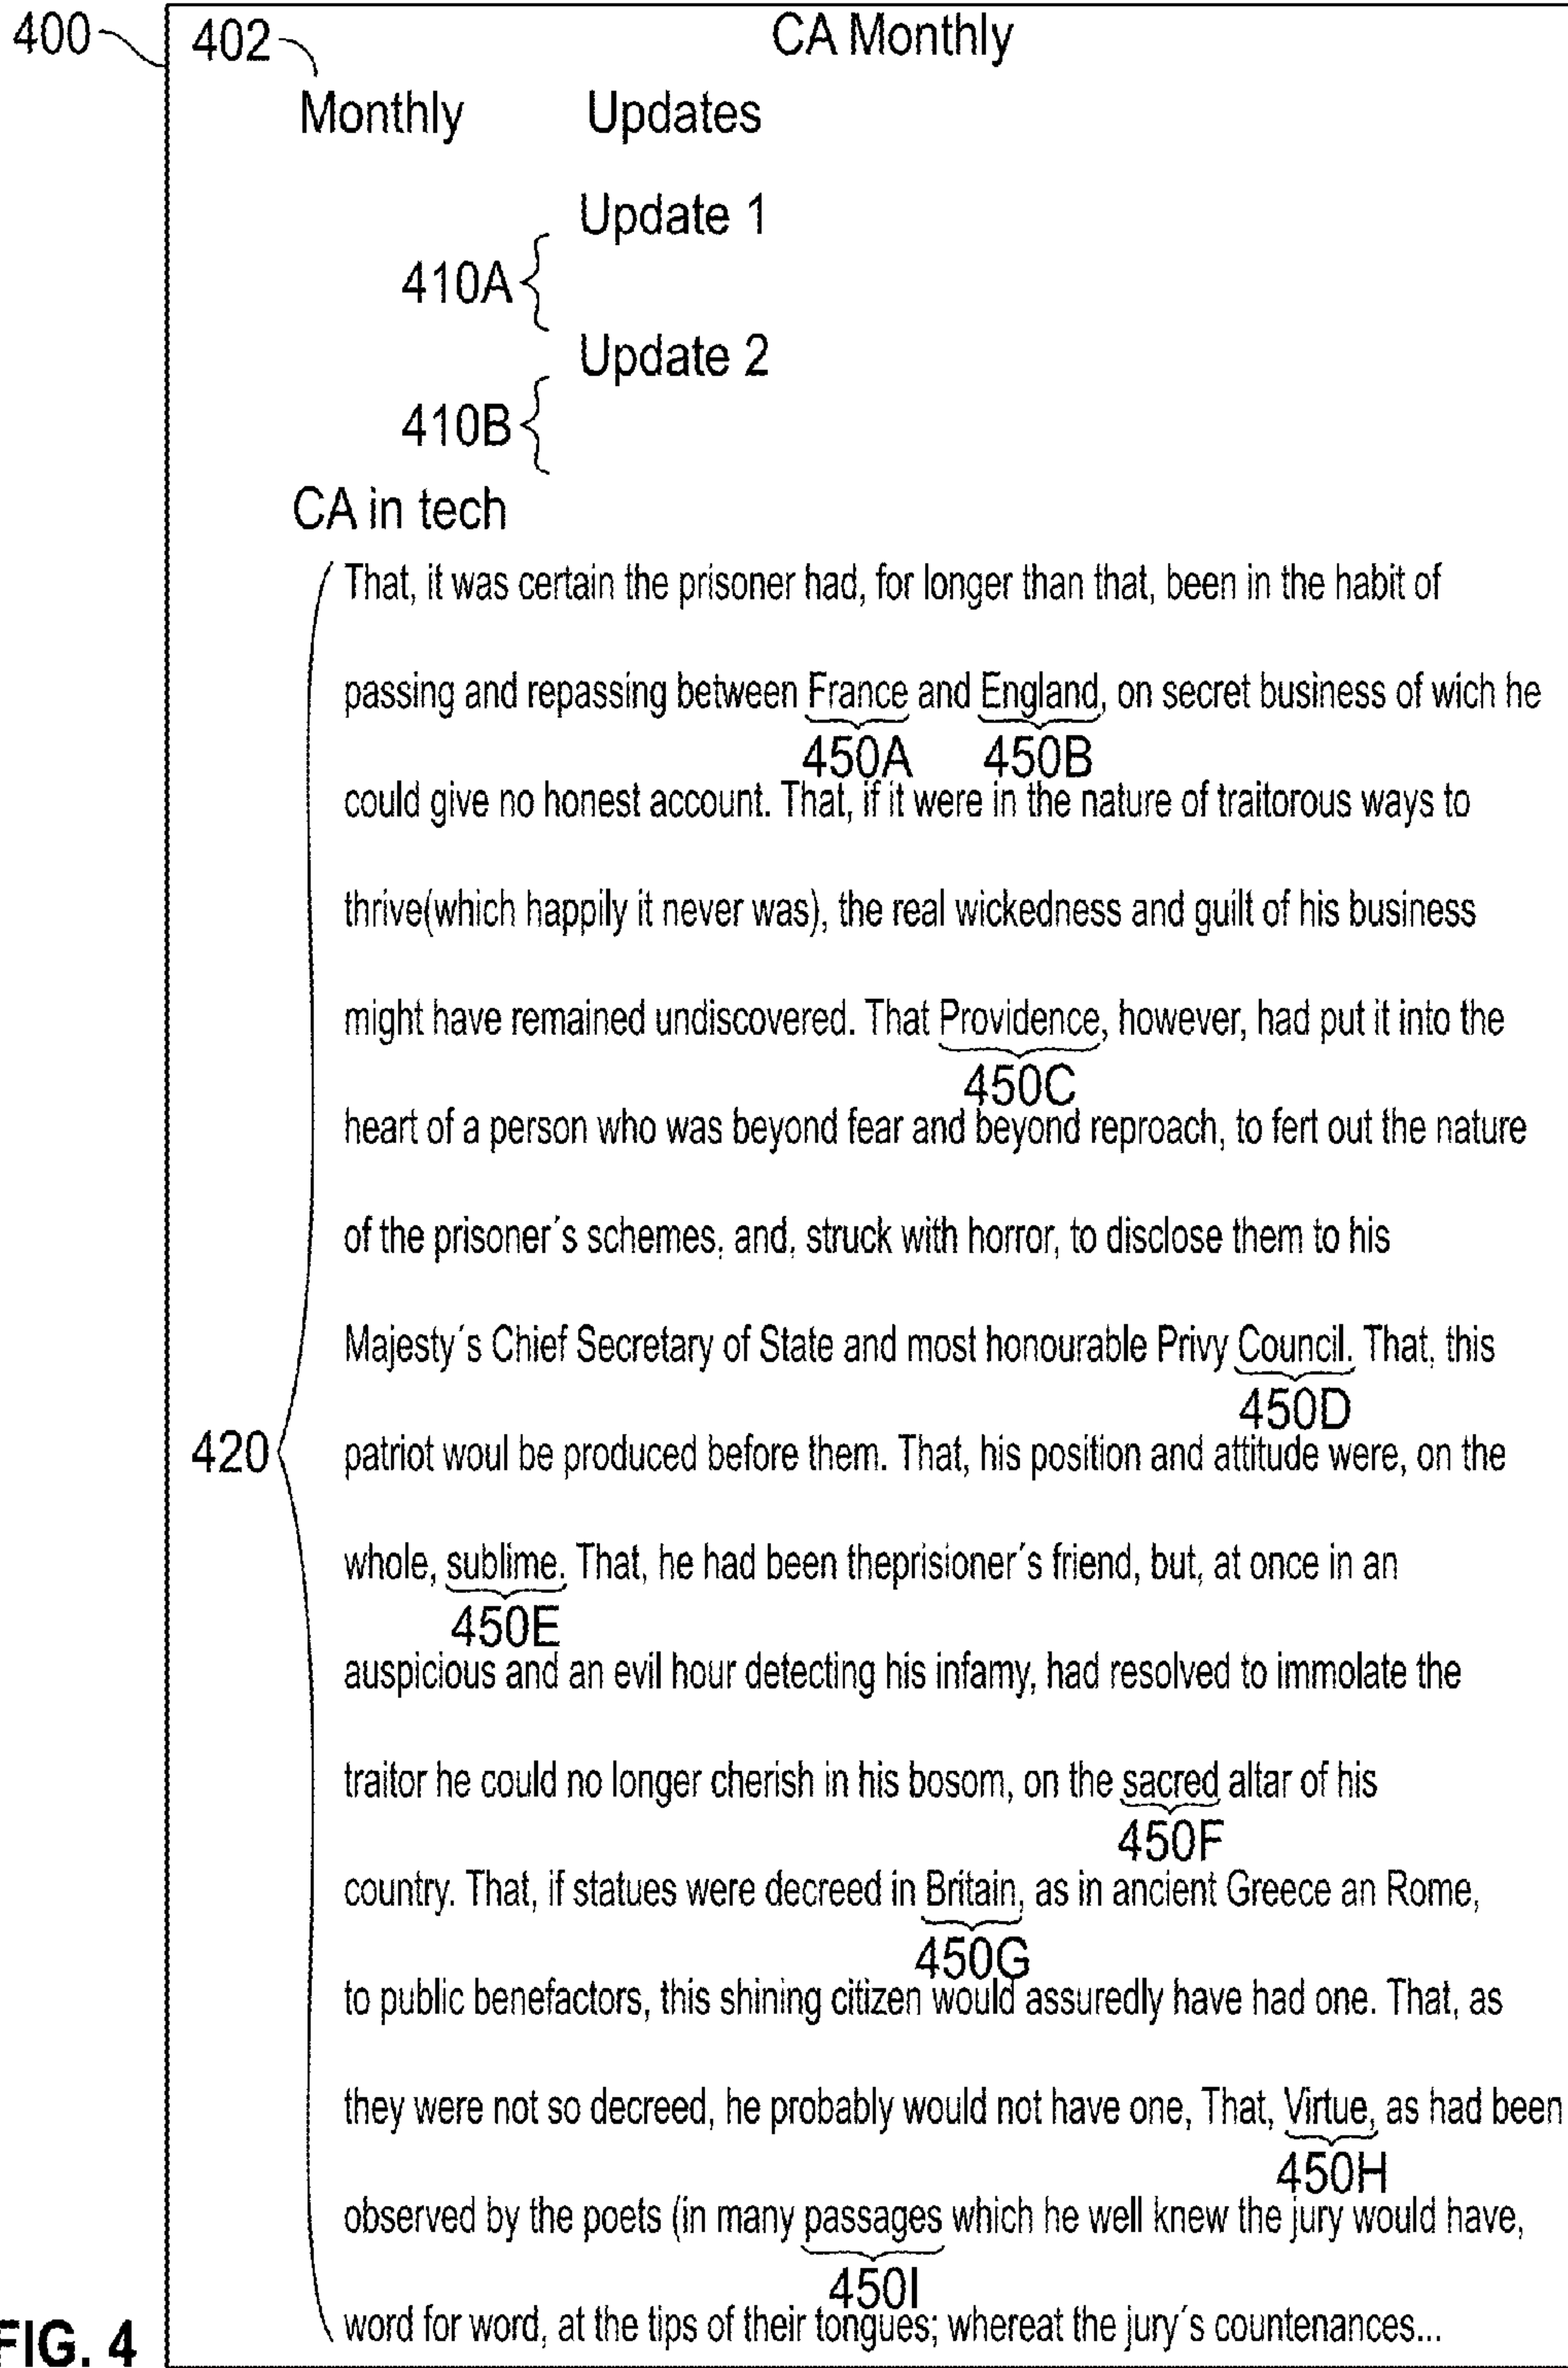 400 402 CA Monthly
Monthly Updates
Update 1
410A
Update 2
410B
CA in tech
That, it was certain the prisoner had, for longer than that, been in the habit of
passing and repassing between France and England, on secret business of wich he
450A 450B
could give no honest account. That, if it were in the nature of traitorous ways to
thrive(which happily it never was), the real wickedness and guilt of his business
might have remained undiscovered. That Providence, however, had put it into the
450C
heart of a person who was beyond fear and beyond reproach, to fert out the nature
of the prisoner´s schemes, and, struck with horror, to disclose them to his
Majesty´s Chief Secretary of State and most honourable Privy Council. That, this
450D
420 patriot woul be produced before them. That, his position and attitude were, on the
whole, sublime. That, he had been theprisioner´s friend, but, at once in an
450E
auspicious and an evil hour detecting his infamy, had resolved to immolate the
traitor he could no longer cherish in his bosom, on the sacred altar of his
450F
country. That, if statues were decreed in Britain, as in ancient Greece an Rome,
450G
to public benefactors, this shining citizen would assuredly have had one. That, as
they were not so decreed, he probably would not have one, That, Virtue, as had been
450H
observed by the poets (in many passages which he well knew the jury would have,
450I
word for word, at the tips of their tongues; whereat the jury´s countenances...
FIG. 4